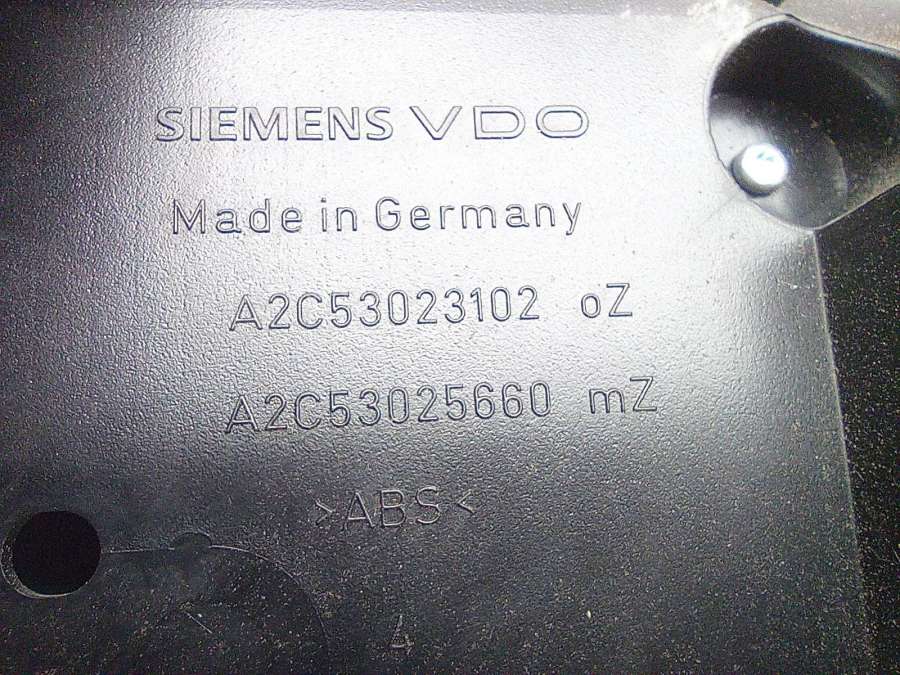 SIEMENS VDO
Made in Germany
A2C53023102 oZ
A2C53025660 mZ
>ABS<
4